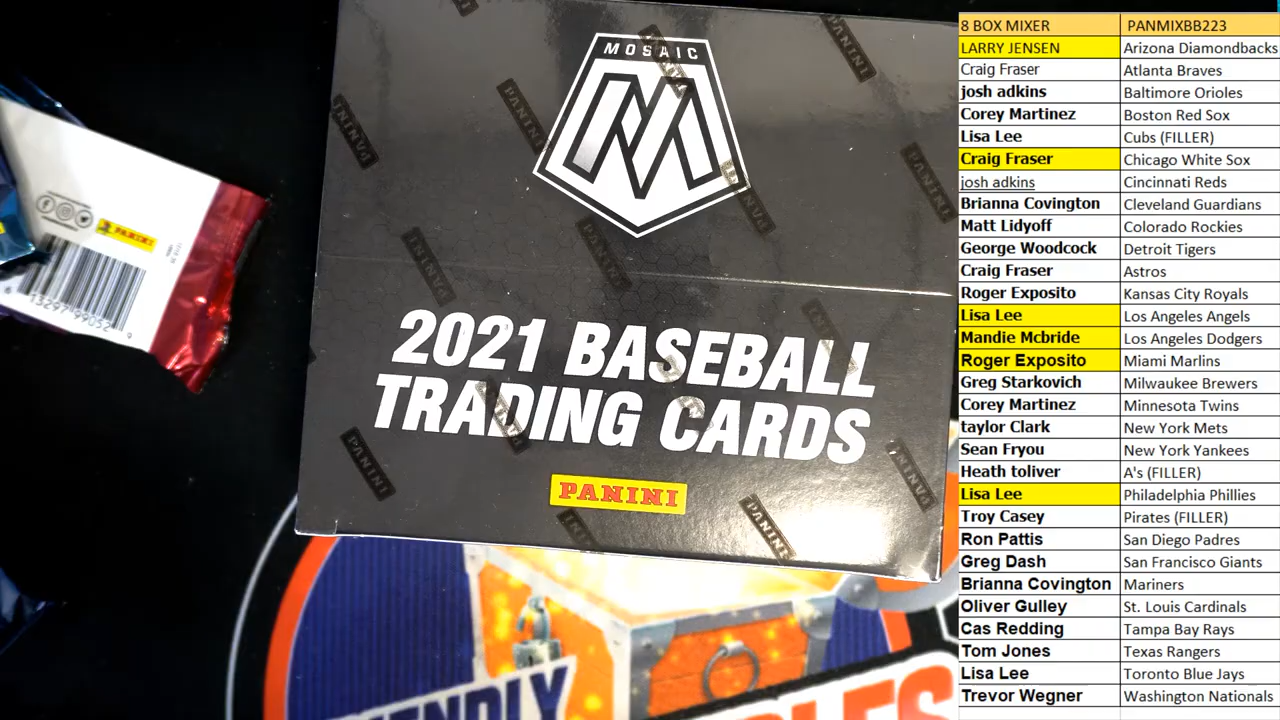 MOSAIC
2021 BASEBALL
TRADING CARDS
PANINI
PANINI
8 BOX MIXER PANMIXBB223
LARRY JENSEN Arizona Diamondbacks
Craig Fraser Atlanta Braves
josh adkins Baltimore Orioles
Corey Martinez Boston Red Sox
Lisa Lee Cubs (FILLER)
Craig Fraser Chicago White Sox
josh adkins Cincinnati Reds
Brianna Covington Cleveland Guardians
Matt Lidyoff Colorado Rockies
George Woodcock Detroit Tigers
Craig Fraser Astros
Roger Exposito Kansas City Royals
Lisa Lee Los Angeles Angels
Mandie Mcbride Los Angeles Dodgers
Roger Exposito Miami Marlins
Greg Starkovich Milwaukee Brewers
Corey Martinez Minnesota Twins
taylor Clark New York Mets
Sean Fryou New York Yankees
Heath toliver A's (FILLER)
Lisa Lee Philadelphia Phillies
Troy Casey Pirates (FILLER)
Ron Pattis San Diego Padres
Greg Dash San Francisco Giants
Brianna Covington Mariners
Oliver Gulley St. Louis Cardinals
Cas Redding Tampa Bay Rays
Tom Jones Texas Rangers
Lisa Lee Toronto Blue Jays
Trevor Wegner Washington Nationals